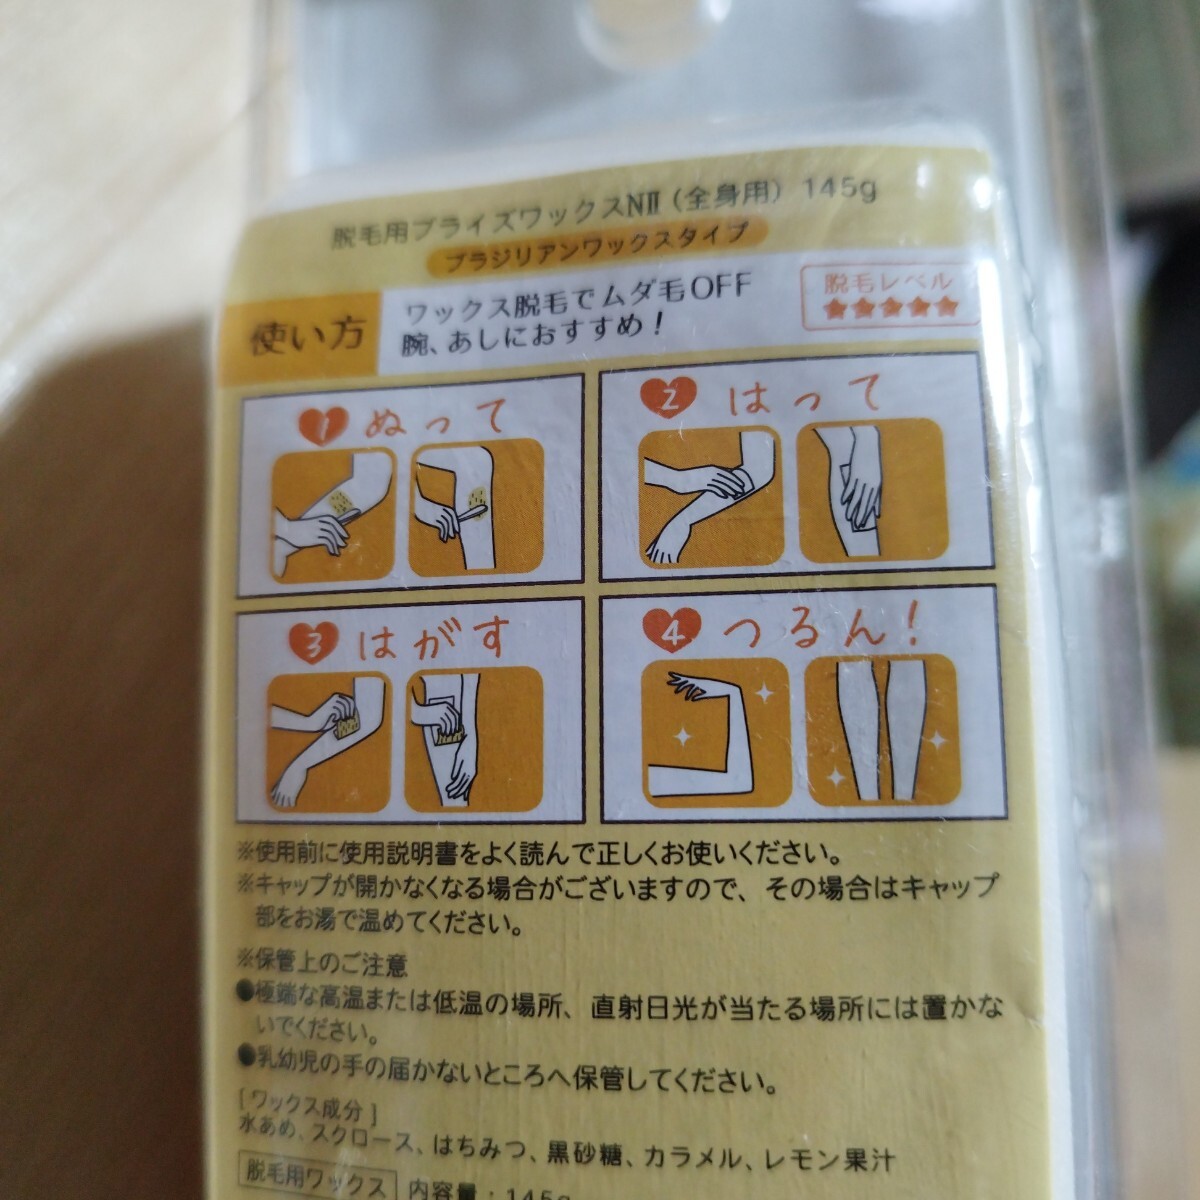 脱毛用ブライズワックスNⅡ（全身用）145g
ブラジリアンワックスタイプ
使い方
ワックス脱毛でムダ毛OFF
腕、あしにおすすめ！
脱毛レベル
★★★★★
1 ぬって
2 はって
3 はがす
4 つるん！
※使用前に使用説明書をよく読んで正しくお使いください。
※キャップが開かなくなる場合がございますので、その場合はキャップ
部をお湯で温めてください。
※保管上のご注意
●極端な高温または低温の場所、直射日光が当たる場所には置かな
いでください。
●乳幼児の手の届かないところへ保管してください。
[ワックス成分]
水あめ、スクロース、はちみつ、黒砂糖、カラメル、レモン果汁
脱毛用ワックス 内容量：145g